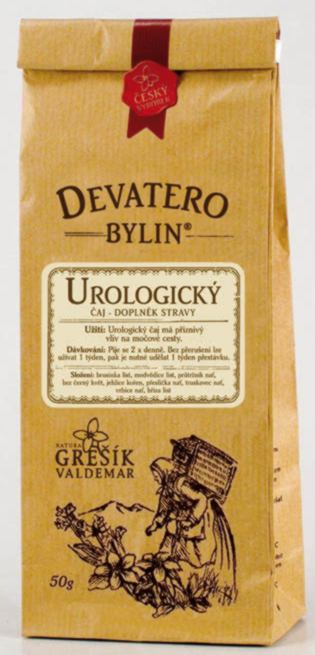 ČESKÝ
VÝROBEK
DEVATERO
BYLIN®
UROLOGICKÝ
ČAJ - DOPLNĚK STRAVY
Užití: Urologický čaj má příznivý
vliv na močové cesty.
Dávkování: Pije se 2 x denně. Bez přerušení lze
užívat 1 týden, pak je nutné udělat 1 týden přestávku.
Složení: brusinka list, medvědice list, průtržník nať,
bez černý květ, jehlice kořen, přeslička nať, truskavec nať,
vrbice nať, bříza list
NATURA
GREŠÍK
VALDEMAR
50g